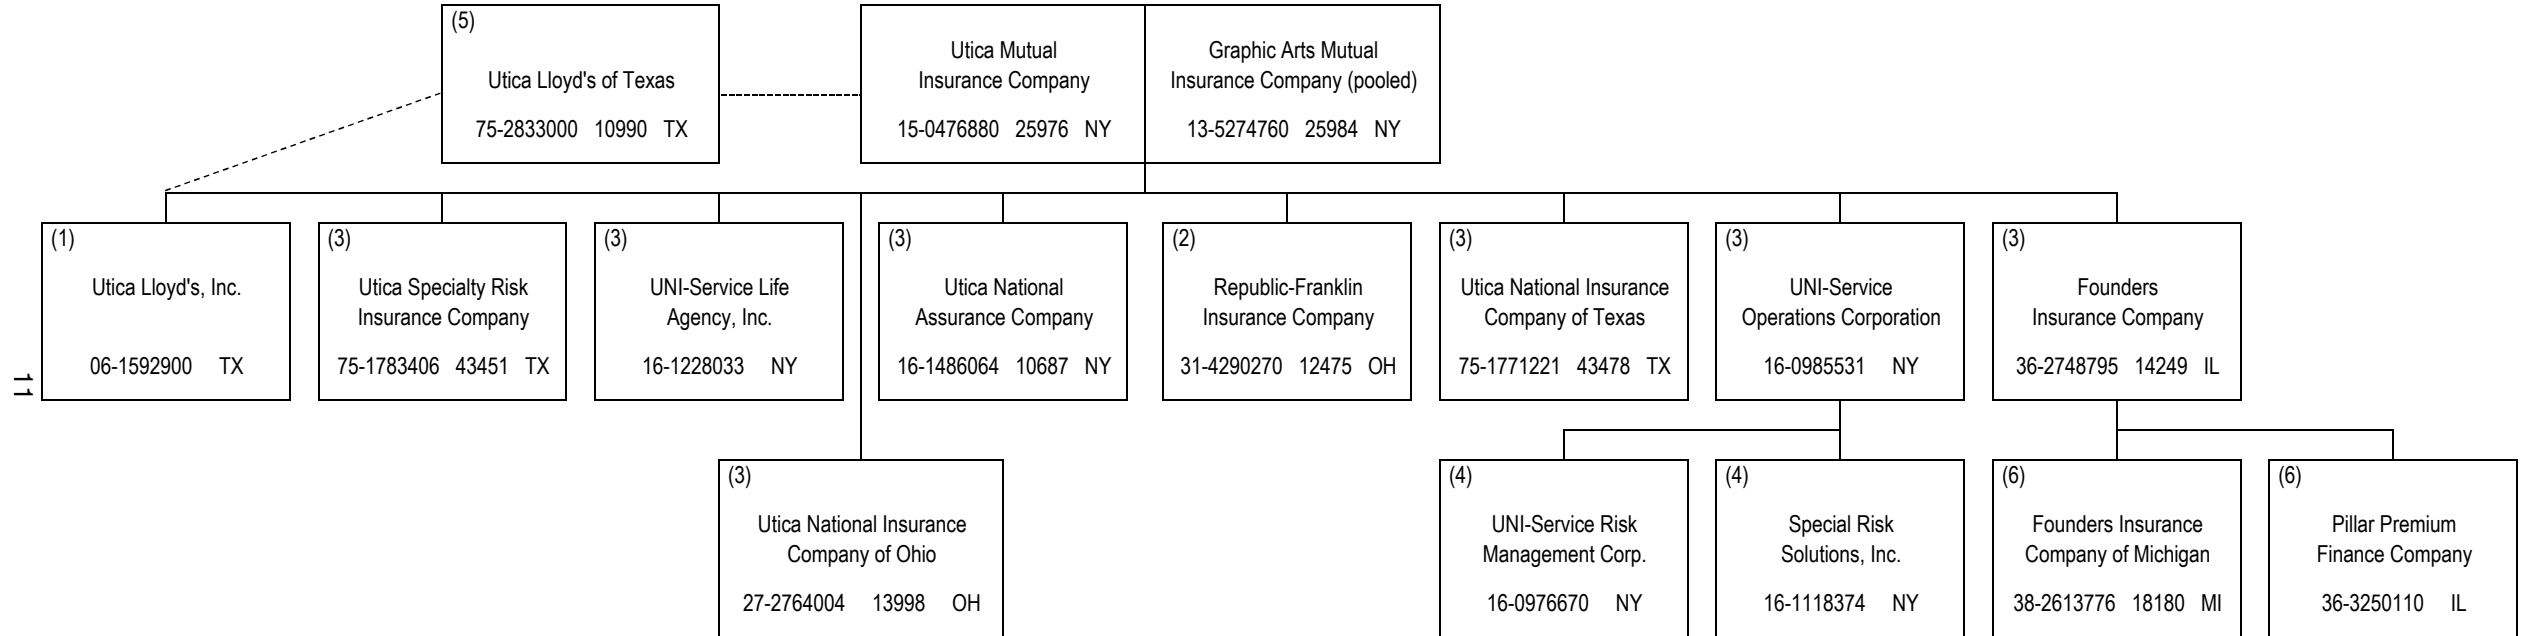 (5)
Utica Lloyd's of Texas
75-2833000 10990 TX
Utica Mutual
Insurance Company
15-0476880 25976 NY
Graphic Arts Mutual
Insurance Company (pooled)
13-5274760 25984 NY
(1)
Utica Lloyd's, Inc.
06-1592900 TX
(3)
Utica Specialty Risk
Insurance Company
75-1783406 43451 TX
(3)
UNI-Service Life
Agency, Inc.
16-1228033 NY
(3)
Utica National
Assurance Company
16-1486064 10687 NY
(2)
Republic-Franklin
Insurance Company
31-4290270 12475 OH
(3)
Utica National Insurance
Company of Texas
75-1771221 43478 TX
(3)
UNI-Service
Operations Corporation
16-0985531 NY
(3)
Founders
Insurance Company
36-2748795 14249 IL
11
(3)
Utica National Insurance
Company of Ohio
27-2764004 13998 OH
(4)
UNI-Service Risk
Management Corp.
16-0976670 NY
(4)
Special Risk
Solutions, Inc.
16-1118374 NY
(6)
Founders Insurance
Company of Michigan
38-2613776 18180 MI
(6)
Pillar Premium
Finance Company
36-3250110 IL